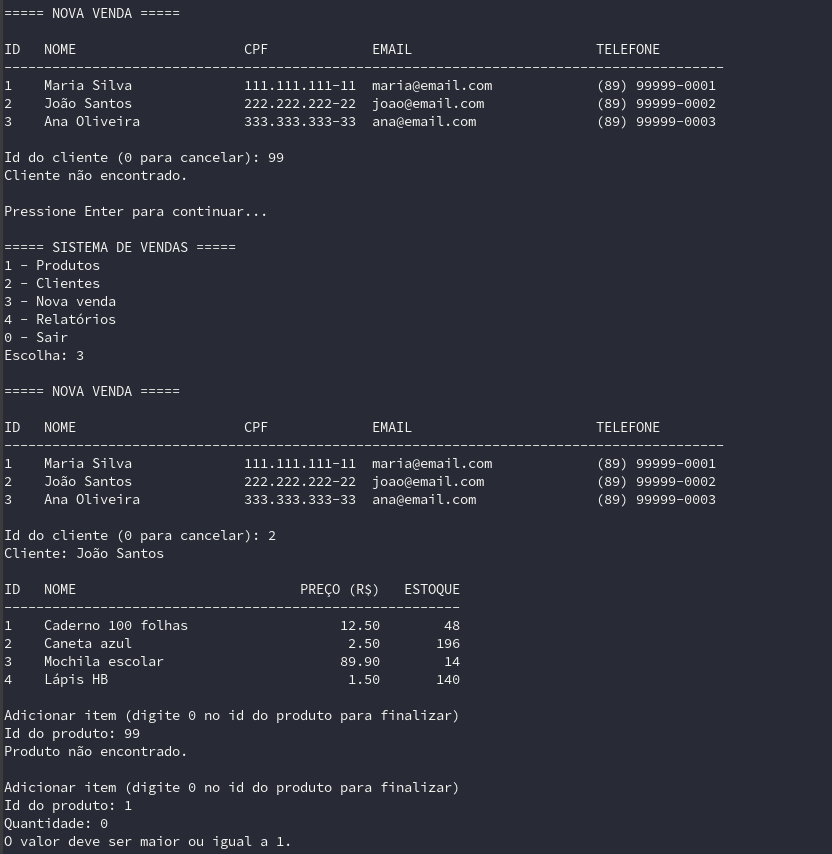 ===== NOVA VENDA =====
ID   NOME                     CPF             EMAIL                       TELEFONE
------------------------------------------------------------------------------------------
1    Maria Silva              111.111.111-11  maria@email.com             (89) 99999-0001
2    João Santos              222.222.222-22  joao@email.com              (89) 99999-0002
3    Ana Oliveira             333.333.333-33  ana@email.com               (89) 99999-0003
Id do cliente (0 para cancelar): 99
Cliente não encontrado.
Pressione Enter para continuar...
===== SISTEMA DE VENDAS =====
1 - Produtos
2 - Clientes
3 - Nova venda
4 - Relatórios
0 - Sair
Escolha: 3
===== NOVA VENDA =====
ID   NOME                     CPF             EMAIL                       TELEFONE
------------------------------------------------------------------------------------------
1    Maria Silva              111.111.111-11  maria@email.com             (89) 99999-0001
2    João Santos              222.222.222-22  joao@email.com              (89) 99999-0002
3    Ana Oliveira             333.333.333-33  ana@email.com               (89) 99999-0003
Id do cliente (0 para cancelar): 2
Cliente: João Santos
ID   NOME                            PREÇO (R$)   ESTOQUE
---------------------------------------------------------
1    Caderno 100 folhas                   12.50        48
2    Caneta azul                           2.50       196
3    Mochila escolar                      89.90        14
4    Lápis HB                              1.50       140
Adicionar item (digite 0 no id do produto para finalizar)
Id do produto: 99
Produto não encontrado.
Adicionar item (digite 0 no id do produto para finalizar)
Id do produto: 1
Quantidade: 0
O valor deve ser maior ou igual a 1.